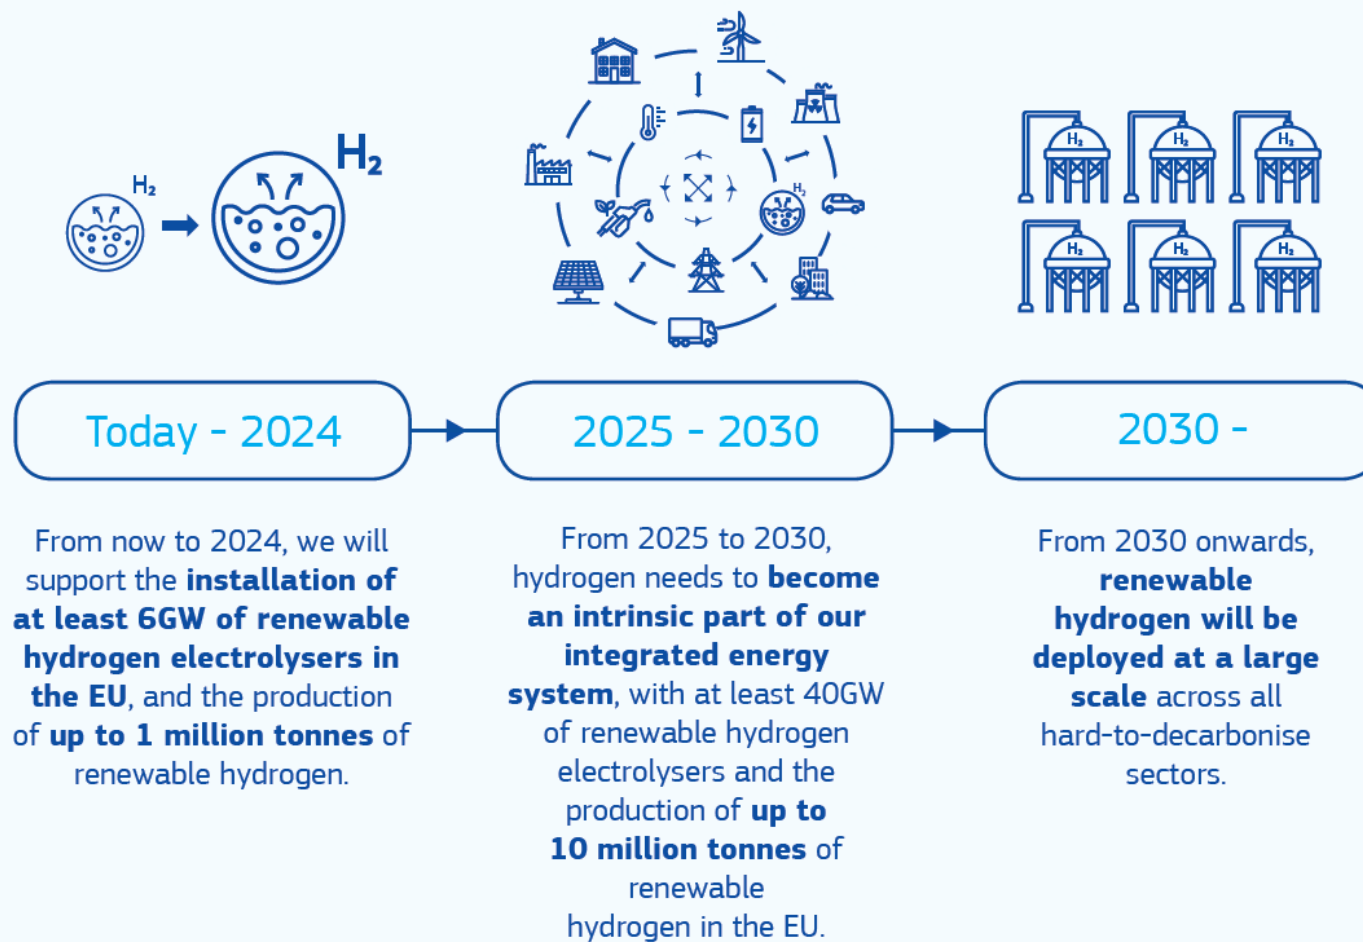 H₂
H₂
H₂
H₂
H₂
H₂
H₂
H₂
H₂
Today - 2024
From now to 2024, we will
support the installation of
at least 6GW of renewable
hydrogen electrolysers in
the EU, and the production
of up to 1 million tonnes of
renewable hydrogen.
2025 - 2030
From 2025 to 2030,
hydrogen needs to become
an intrinsic part of our
integrated energy
system, with at least 40GW
of renewable hydrogen
electrolysers and the
production of up to
10 million tonnes of
renewable
hydrogen in the EU.
2030 -
From 2030 onwards,
renewable
hydrogen will be
deployed at a large
scale across all
hard-to-decarbonise
sectors.